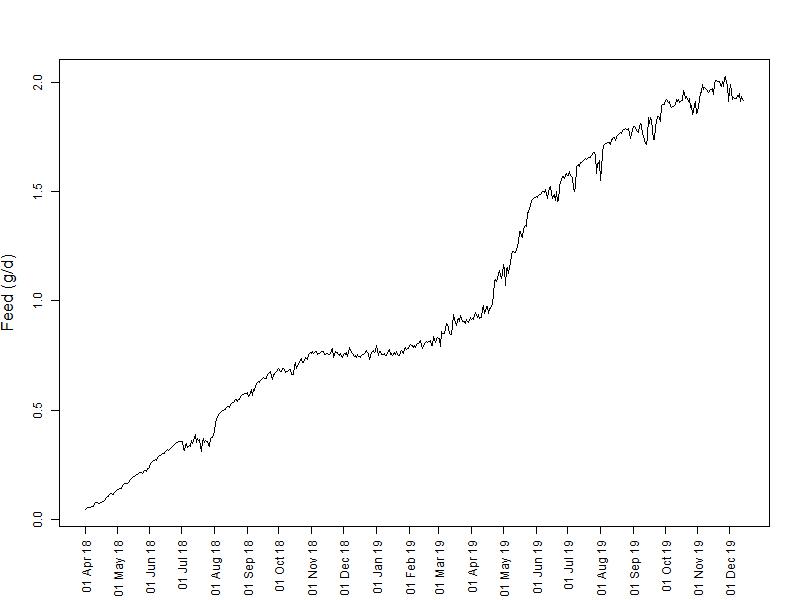 Feed (g/d)
2.0
1.5
1.0
0.5
0.0
01 Apr 18
01 May 18
01 Jun 18
01 Jul 18
01 Aug 18
01 Sep 18
01 Oct 18
01 Nov 18
01 Dec 18
01 Jan 19
01 Feb 19
01 Mar 19
01 Apr 19
01 May 19
01 Jun 19
01 Jul 19
01 Aug 19
01 Sep 19
01 Oct 19
01 Nov 19
01 Dec 19